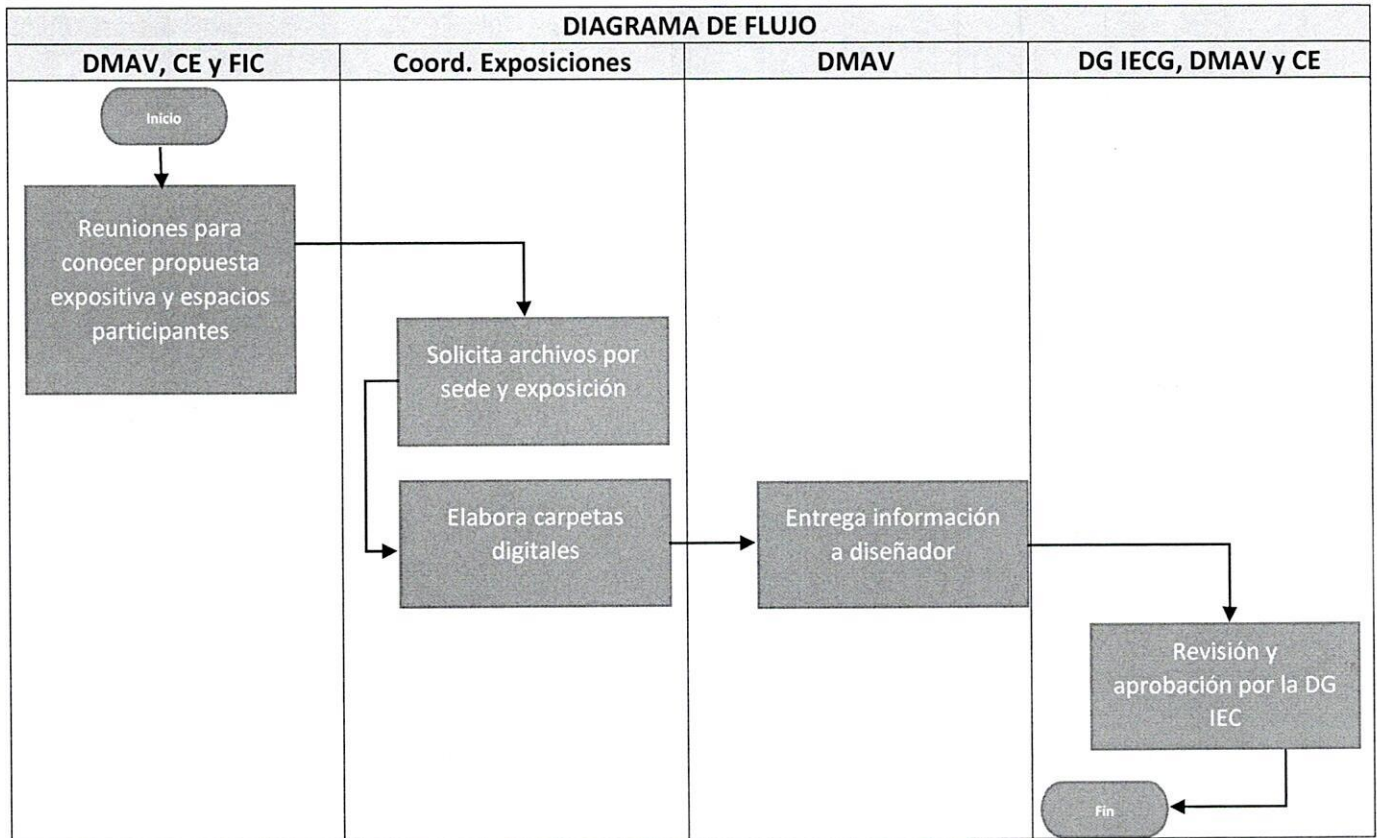 DIAGRAMA DE FLUJO
DMAV, CE y FIC
Coord. Exposiciones
DMAV
DG IECG, DMAV y CE
Inicio
Reuniones para
conocer propuesta
expositiva y espacios
participantes
Solicita archivos por
sede y exposición
Elabora carpetas
digitales
Entrega información
a diseñador
Revisión y
aprobación por la DG
IEC
Fin